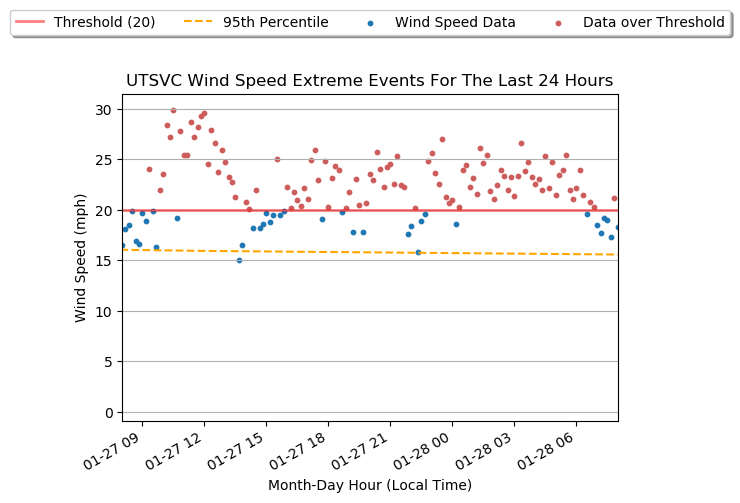 Threshold (20) 95th Percentile Wind Speed Data Data over Threshold
UTSVC Wind Speed Extreme Events For The Last 24 Hours
30
25
20
15
10
5
0
Wind Speed (mph)
01-27 09 01-27 12 01-27 15 01-27 18 01-27 21 01-28 00 01-28 03 01-28 06
Month-Day Hour (Local Time)